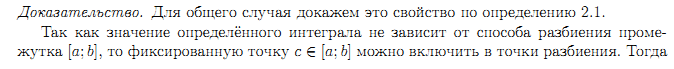 Доказательство. Для общего случая докажем это свойство по определению 2.1.
Так как значение определённого интеграла не зависит от способа разбиения проме-
жутка [a; b], то фиксированную точку c ∈ [a; b] можно включить в точки разбиения. Тогда